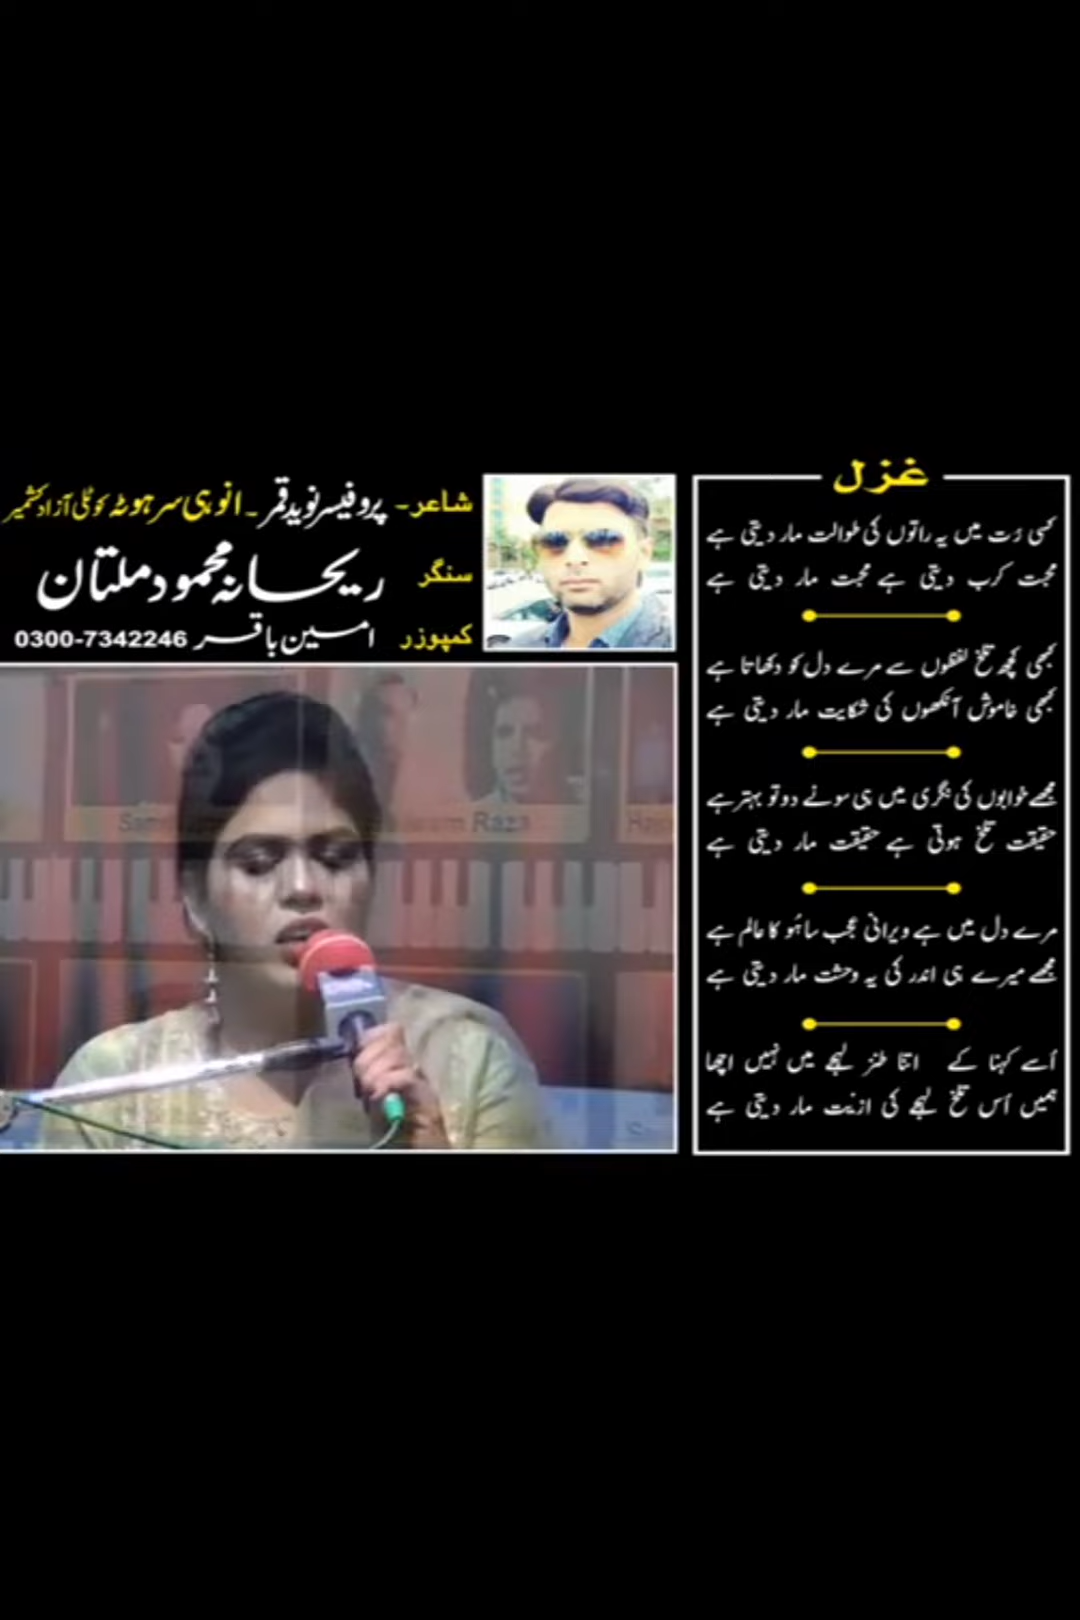 غزل
کسی رُت میں یہ راتوں کی طوالت مار دیتی ہے
محبت کرب دیتی ہے محبت مار دیتی ہے
کبھی کچھ تلخ لفظوں سے مرے دل کو دکھاتا ہے
کبھی خاموش آنکھوں کی شکایت مار دیتی ہے
مجھے خوابوں کی نگری میں ہی سونے دو تو بہتر ہے
حقیقت تلخ ہوتی ہے حقیقت مار دیتی ہے
مرے دل میں ہے ویرانی عجب سا ہُو کا عالم ہے
مجھے میرے ہی اندر کی یہ وحشت مار دیتی ہے
اُسے کہنا کے اتنا طنز لہجے میں نہیں اچھا
ہمیں اُس تلخ لہجے کی اذیت مار دیتی ہے
شاعر- پروفیسر نوید قمر - انوہی سرہوٹہ کوٹلی آزاد کشمیر
سنگر ریحانہ محمود ملتان
کمپوزر امین باقر 0300-7342246
Raza